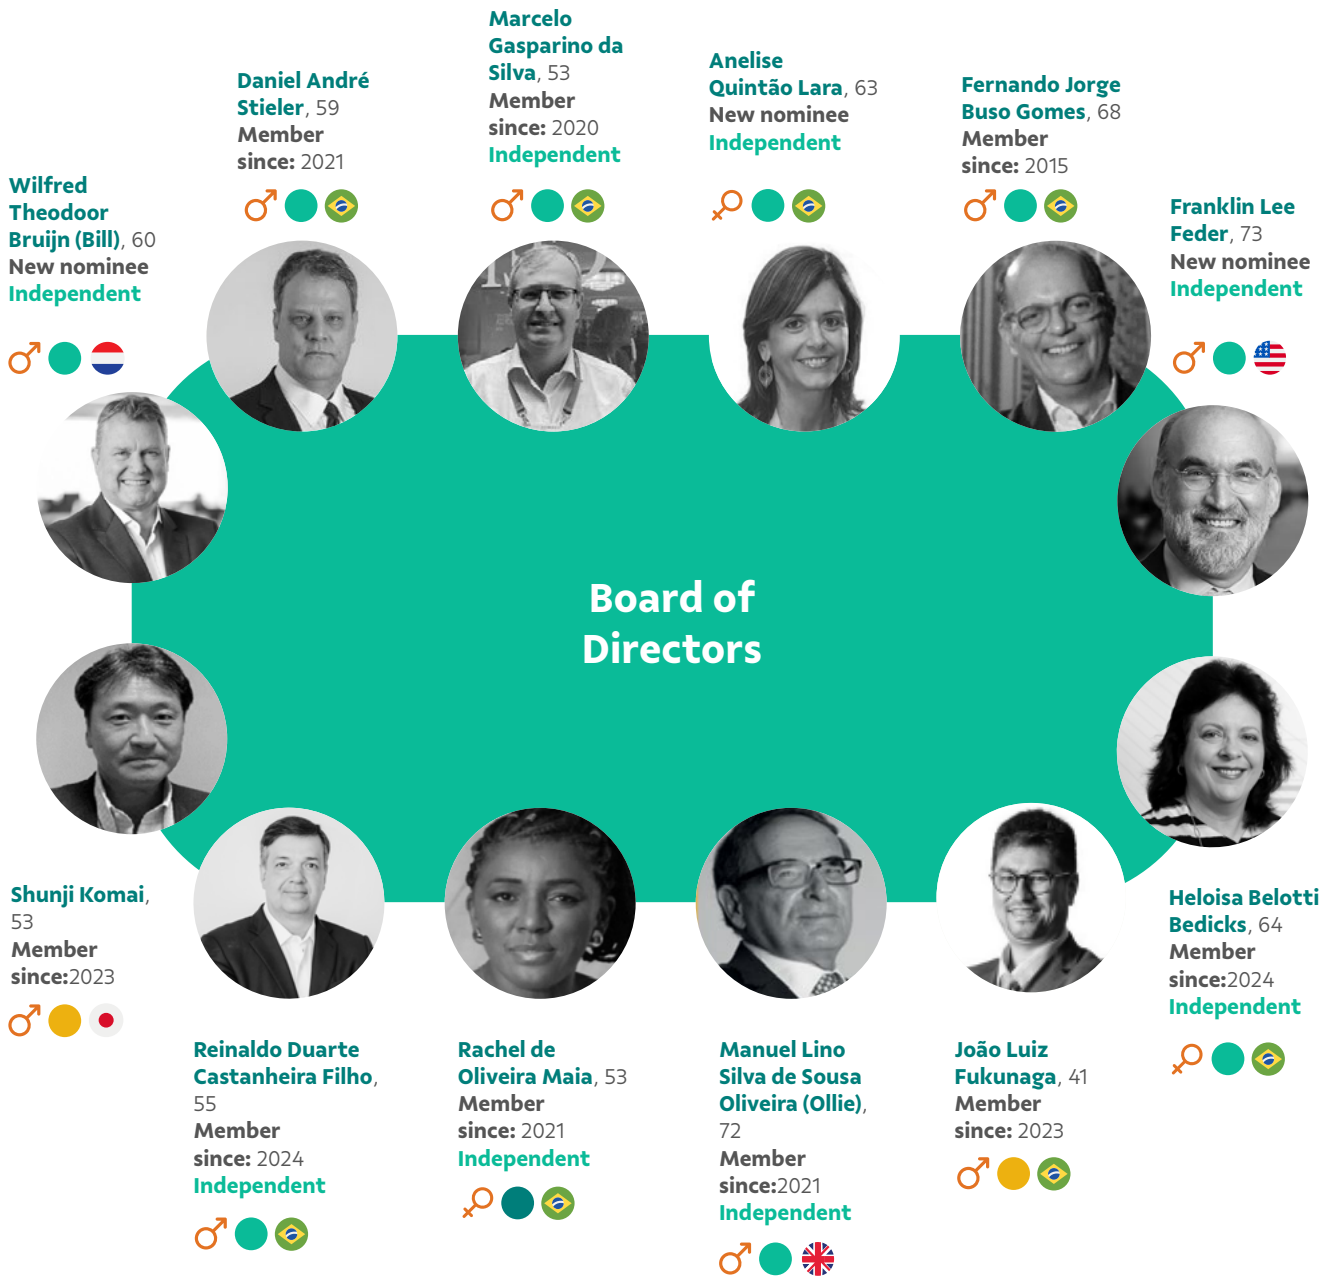 Marcelo
Gasparino da
Silva, 53
Member
since: 2020
Independent
Daniel André
Stieler, 59
Member
since: 2021
Anelise
Quintão Lara, 63
New nominee
Independent
Fernando Jorge
Buso Gomes, 68
Member
since: 2015
Wilfred
Theodoor
Bruijn (Bill), 60
New nominee
Independent
Franklin Lee
Feder, 73
New nominee
Independent
Board of
Directors
Shunji Komai,
53
Member
since:2023
Heloisa Belotti
Bedicks, 64
Member
since:2024
Independent
Reinaldo Duarte
Castanheira Filho,
55
Member
since: 2024
Independent
Rachel de
Oliveira Maia, 53
Member
since: 2021
Independent
Manuel Lino
Silva de Sousa
Oliveira (Ollie),
72
Member
since:2021
Independent
João Luiz
Fukunaga, 41
Member
since: 2023